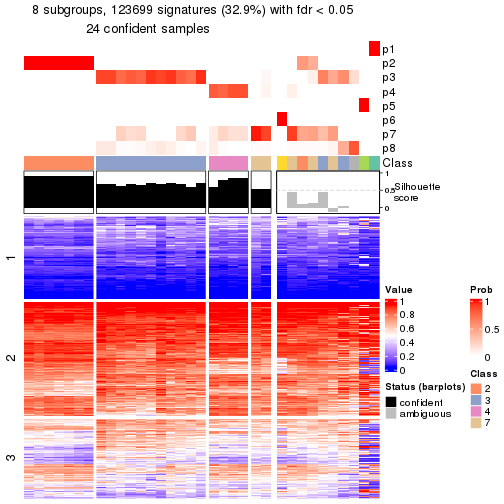 8 subgroups, 123699 signatures (32.9%) with fdr < 0.05
24 confident samples
p1
p2
p3
p4
p5
p6
p7
p8
Class
1
0.5
0
Silhouette
score
1
2
3
Value
1
0.8
0.6
0.4
0.2
0
Prob
1
0.5
0
Status (barplots)
confident
ambiguous
Class
2
3
4
7